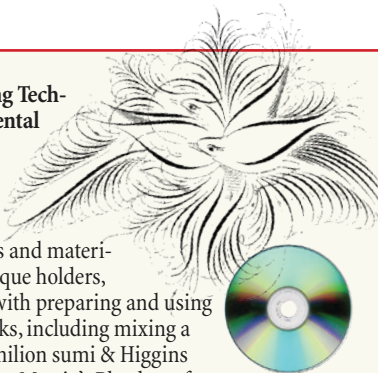 ng Tech-
ental
s and materi-
que holders,
with preparing and using
ks, including mixing a
milion sumi & Higgins